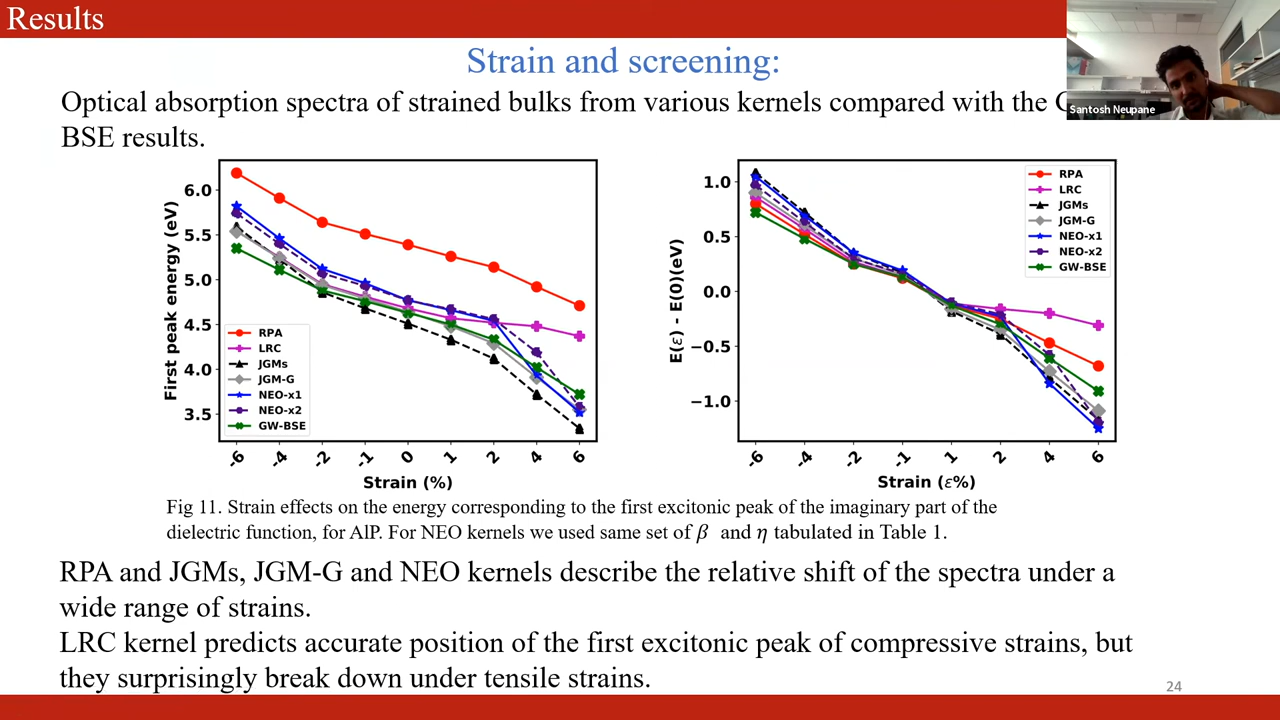 Results
Strain and screening:
Santosh Neupane
Optical absorption spectra of strained bulks from various kernels compared with the
BSE results.
First peak energy (eV)
6.0
5.5
5.0
4.5
4.0
3.5
RPA
LRC
JGMs
JGM-G
NEO-x1
NEO-x2
GW-BSE
-6 -4 -2 -1 0 1 2 4 6
Strain (%)
E(ε) - E(0)(eV)
1.0
0.5
0.0
−0.5
−1.0
RPA
LRC
JGMs
JGM-G
NEO-x1
NEO-x2
GW-BSE
-6 -4 -2 -1 1 2 4 6
Strain (ε%)
Fig 11. Strain effects on the energy corresponding to the first excitonic peak of the imaginary part of the
dielectric function, for AlP. For NEO kernels we used same set of β and η tabulated in Table 1.
RPA and JGMs, JGM-G and NEO kernels describe the relative shift of the spectra under a
wide range of strains.
LRC kernel predicts accurate position of the first excitonic peak of compressive strains, but
they surprisingly break down under tensile strains.
24